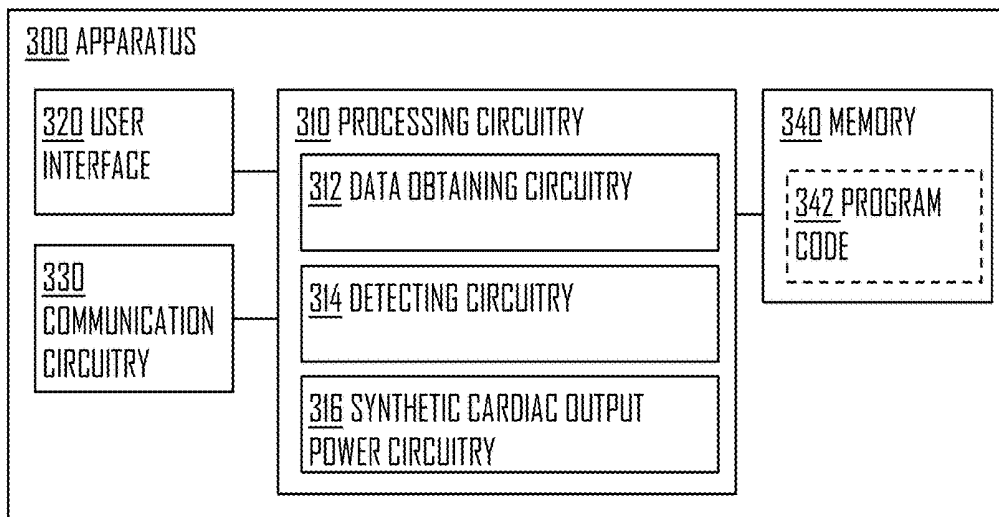 300 APPARATUS
320 USER
INTERFACE
330
COMMUNICATION
CIRCUITRY
310 PROCESSING CIRCUITRY
312 DATA OBTAINING CIRCUITRY
314 DETECTING CIRCUITRY
316 SYNTHETIC CARDIAC OUTPUT
POWER CIRCUITRY
340 MEMORY
342 PROGRAM
CODE